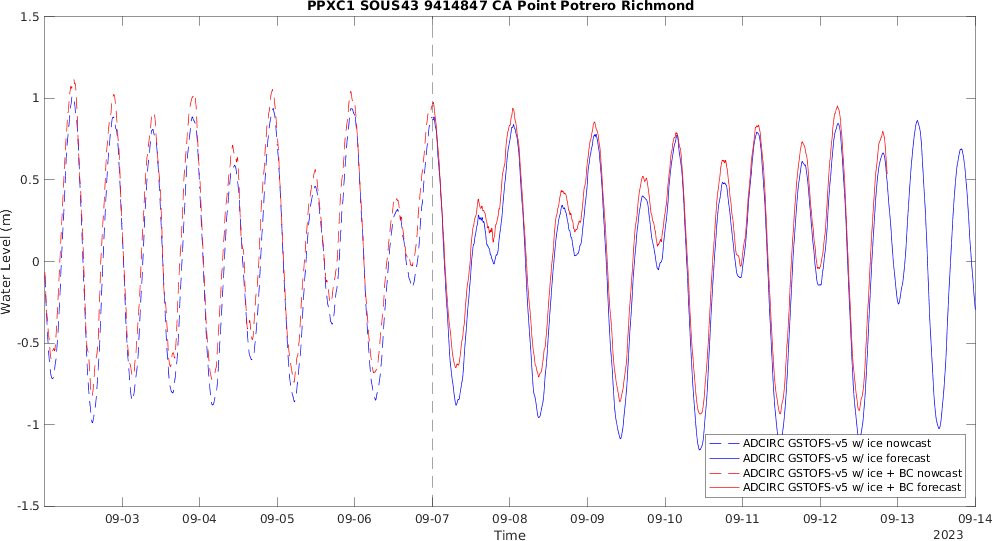 PPXC1 SOUS43 9414847 CA Point Potrero Richmond
1.5
1
0.5
0
-0.5
-1
-1.5
Water Level (m)
09-03 09-04 09-05 09-06 09-07 09-08 09-09 09-10 09-11 09-12 09-13 09-14
Time
2023
ADCIRC GSTOFS-v5 w/ ice nowcast
ADCIRC GSTOFS-v5 w/ ice forecast
ADCIRC GSTOFS-v5 w/ ice + BC nowcast
ADCIRC GSTOFS-v5 w/ ice + BC forecast